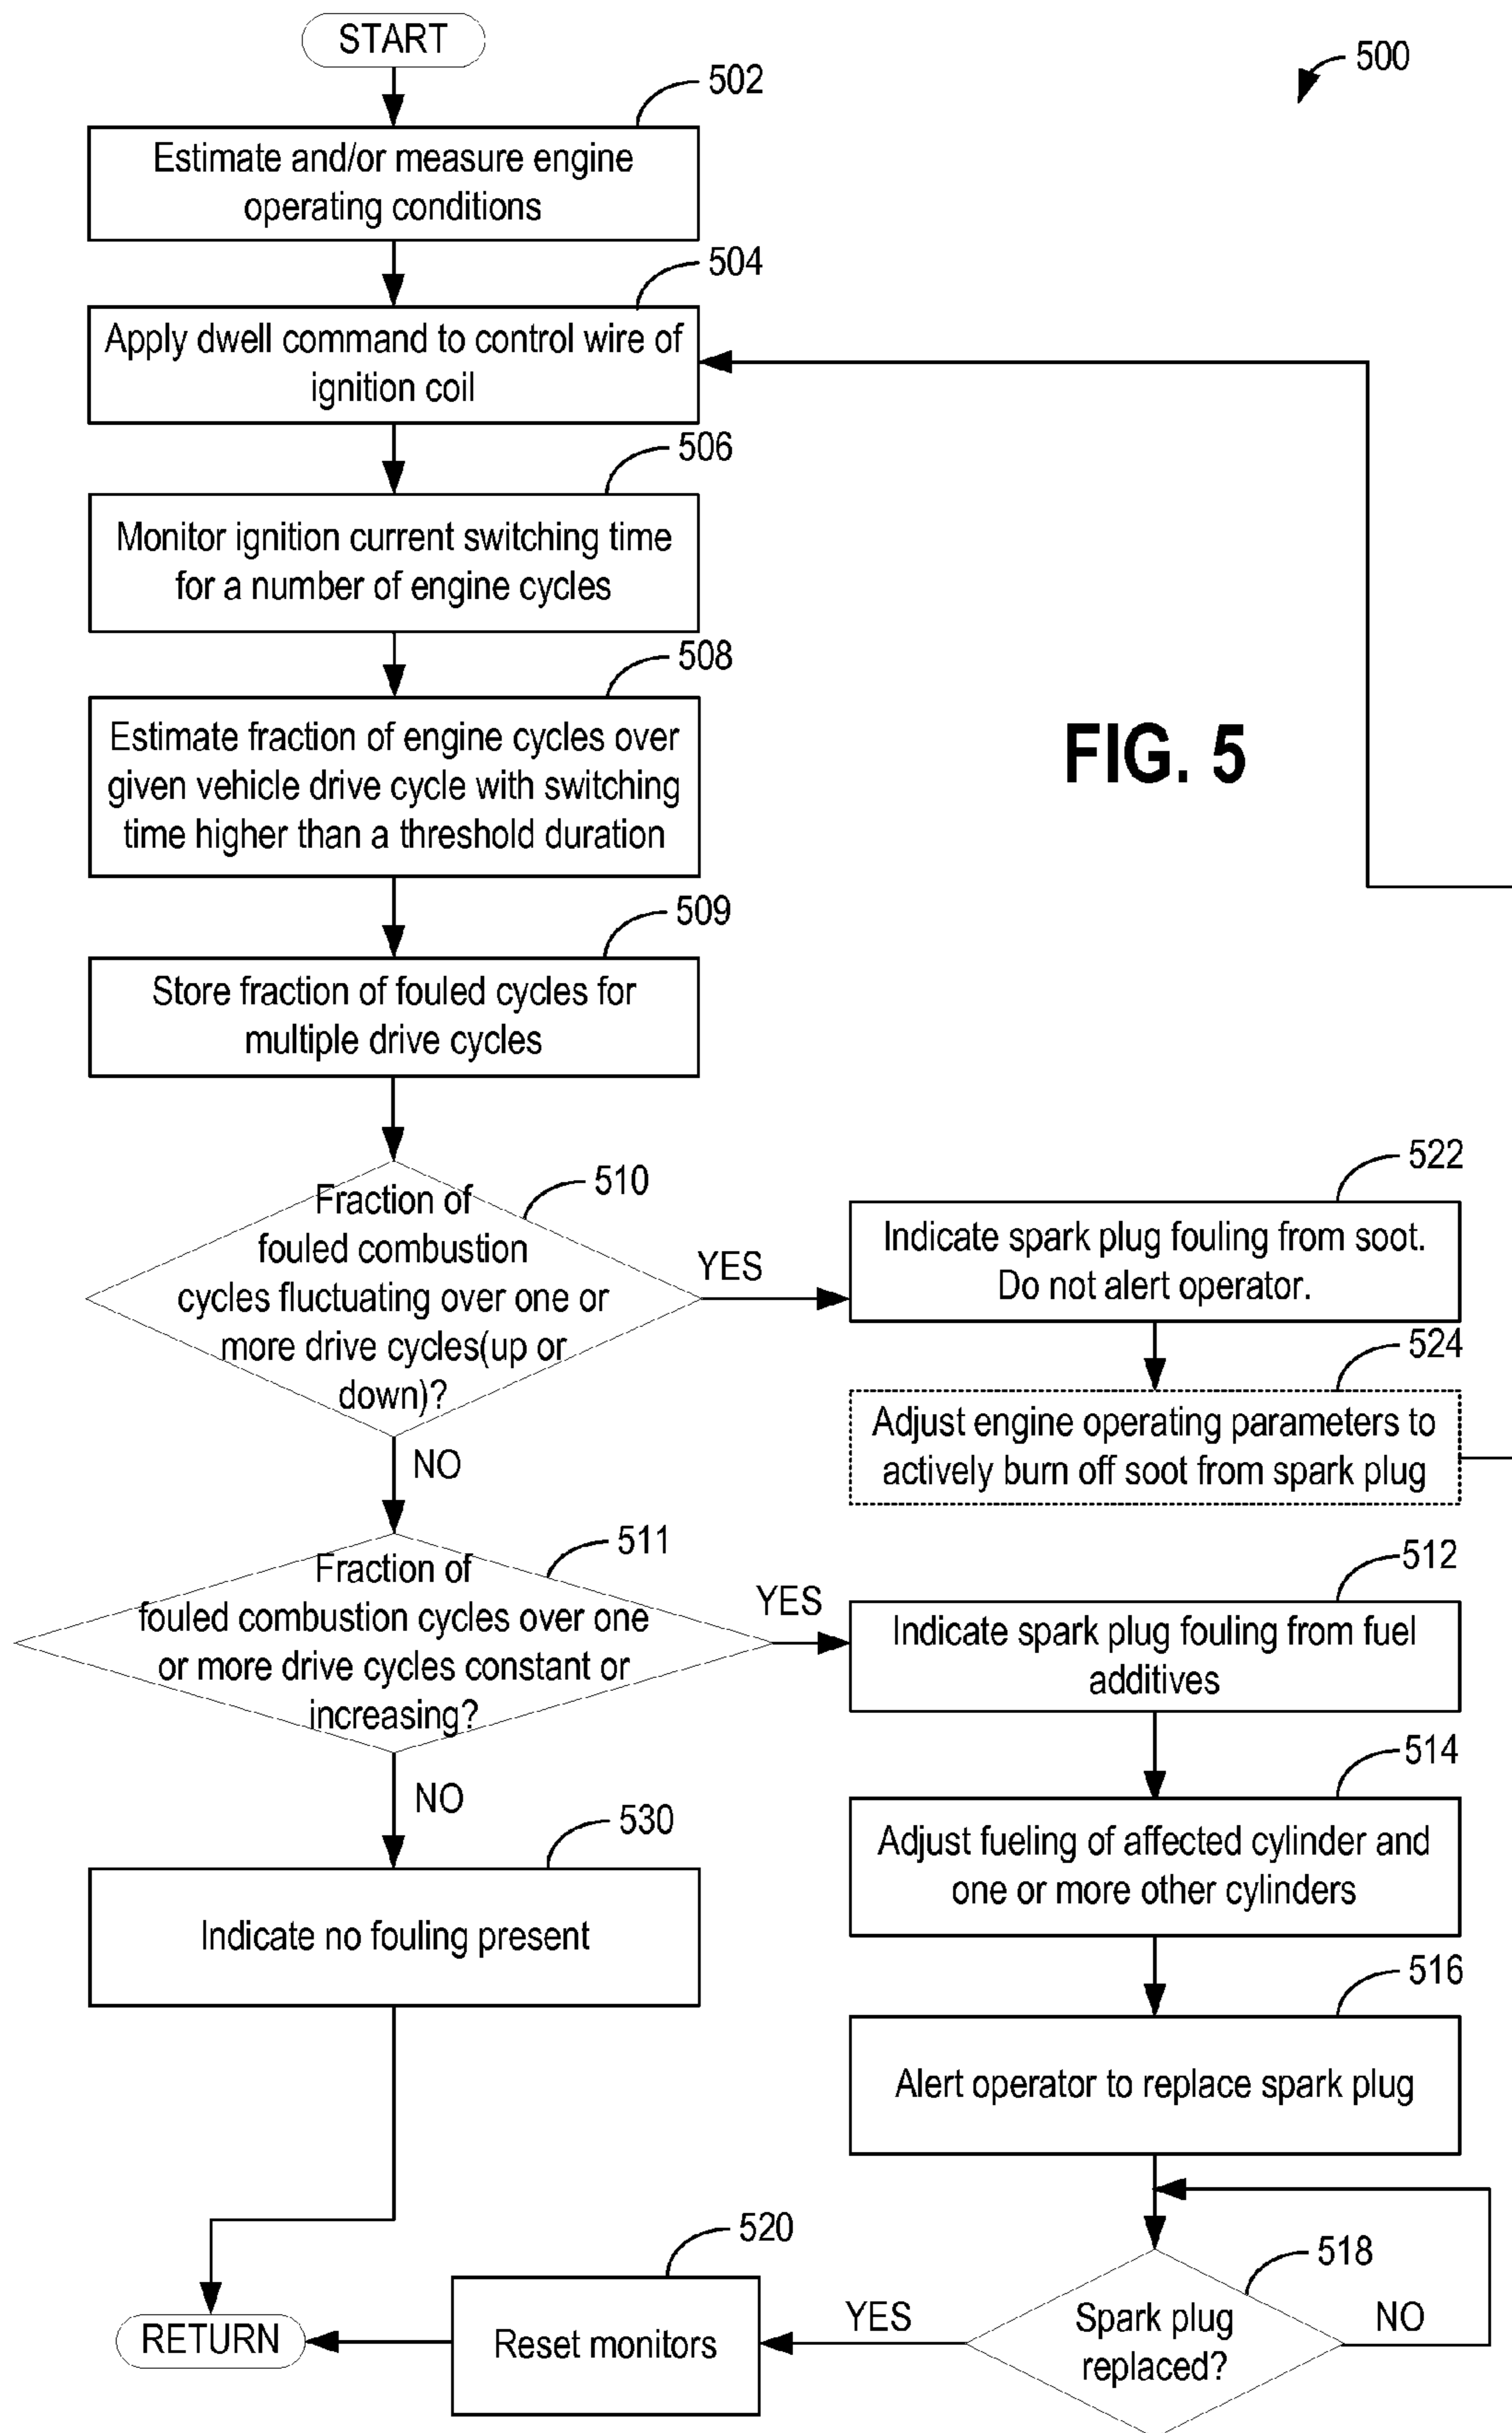 START
500
502
Estimate and/or measure engine
operating conditions
504
Apply dwell command to control wire of
ignition coil
506
Monitor ignition current switching time
for a number of engine cycles
508
Estimate fraction of engine cycles over
given vehicle drive cycle with switching
time higher than a threshold duration
FIG. 5
509
Store fraction of fouled cycles for
multiple drive cycles
510
Fraction of
fouled combustion
cycles fluctuating over one or
more drive cycles(up or
down)?
YES
NO
522
Indicate spark plug fouling from soot.
Do not alert operator.
524
Adjust engine operating parameters to
actively burn off soot from spark plug
511
Fraction of
fouled combustion cycles over one
or more drive cycles constant or
increasing?
YES
NO
512
Indicate spark plug fouling from fuel
additives
514
Adjust fueling of affected cylinder and
one or more other cylinders
530
Indicate no fouling present
516
Alert operator to replace spark plug
518
Spark plug
replaced?
NO
YES
520
Reset monitors
RETURN